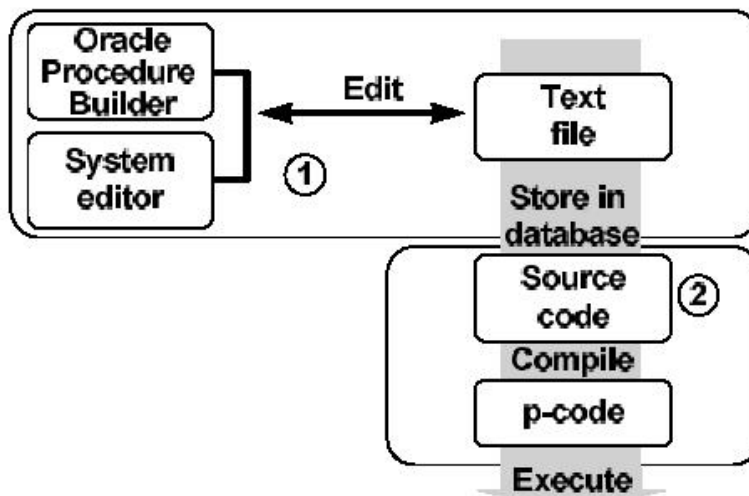 Oracle
Procedure
Builder
System
editor
Edit
1
Text
file
Store in
database
Source
code
2
Compile
p-code
Execute